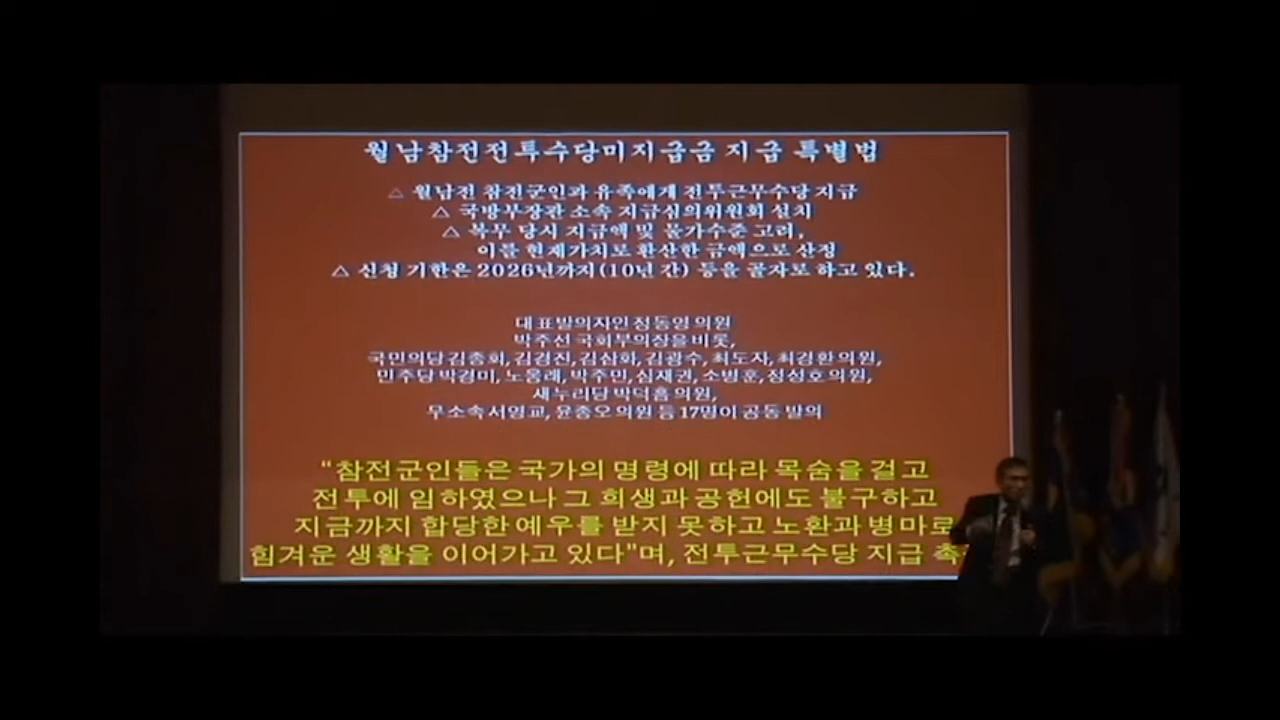 월남참전전투수당미지급금 지급 특별법
△ 월남전 참전군인과 유족에게 전투근무수당 지급
△ 국방부장관 소속 지급심의위원회 설치
△ 복무 당시 지급액 및 물가수준 고려,
이를 현재가치로 환산한 금액으로 산정
△ 신청 기한은 2026년까지(10년 간) 등을 골자로 하고 있다.
대표발의자인 정동영 의원
박주선 국회부의장을 비롯,
국민의당 김종회, 김경진, 김삼화, 김광수, 최도자, 최경환 의원,
민주당 박경미, 노웅래, 박주민, 심재권, 소병훈, 정성호 의원,
새누리당 박덕흠 의원,
무소속 서영교, 윤종오 의원 등 17명이 공동 발의
"참전군인들은 국가의 명령에 따라 목숨을 걸고
전투에 임하였으나 그 희생과 공헌에도 불구하고
지금까지 합당한 예우를 받지 못하고 노환과 병마로
힘겨운 생활을 이어가고 있다"며, 전투근무수당 지급 촉